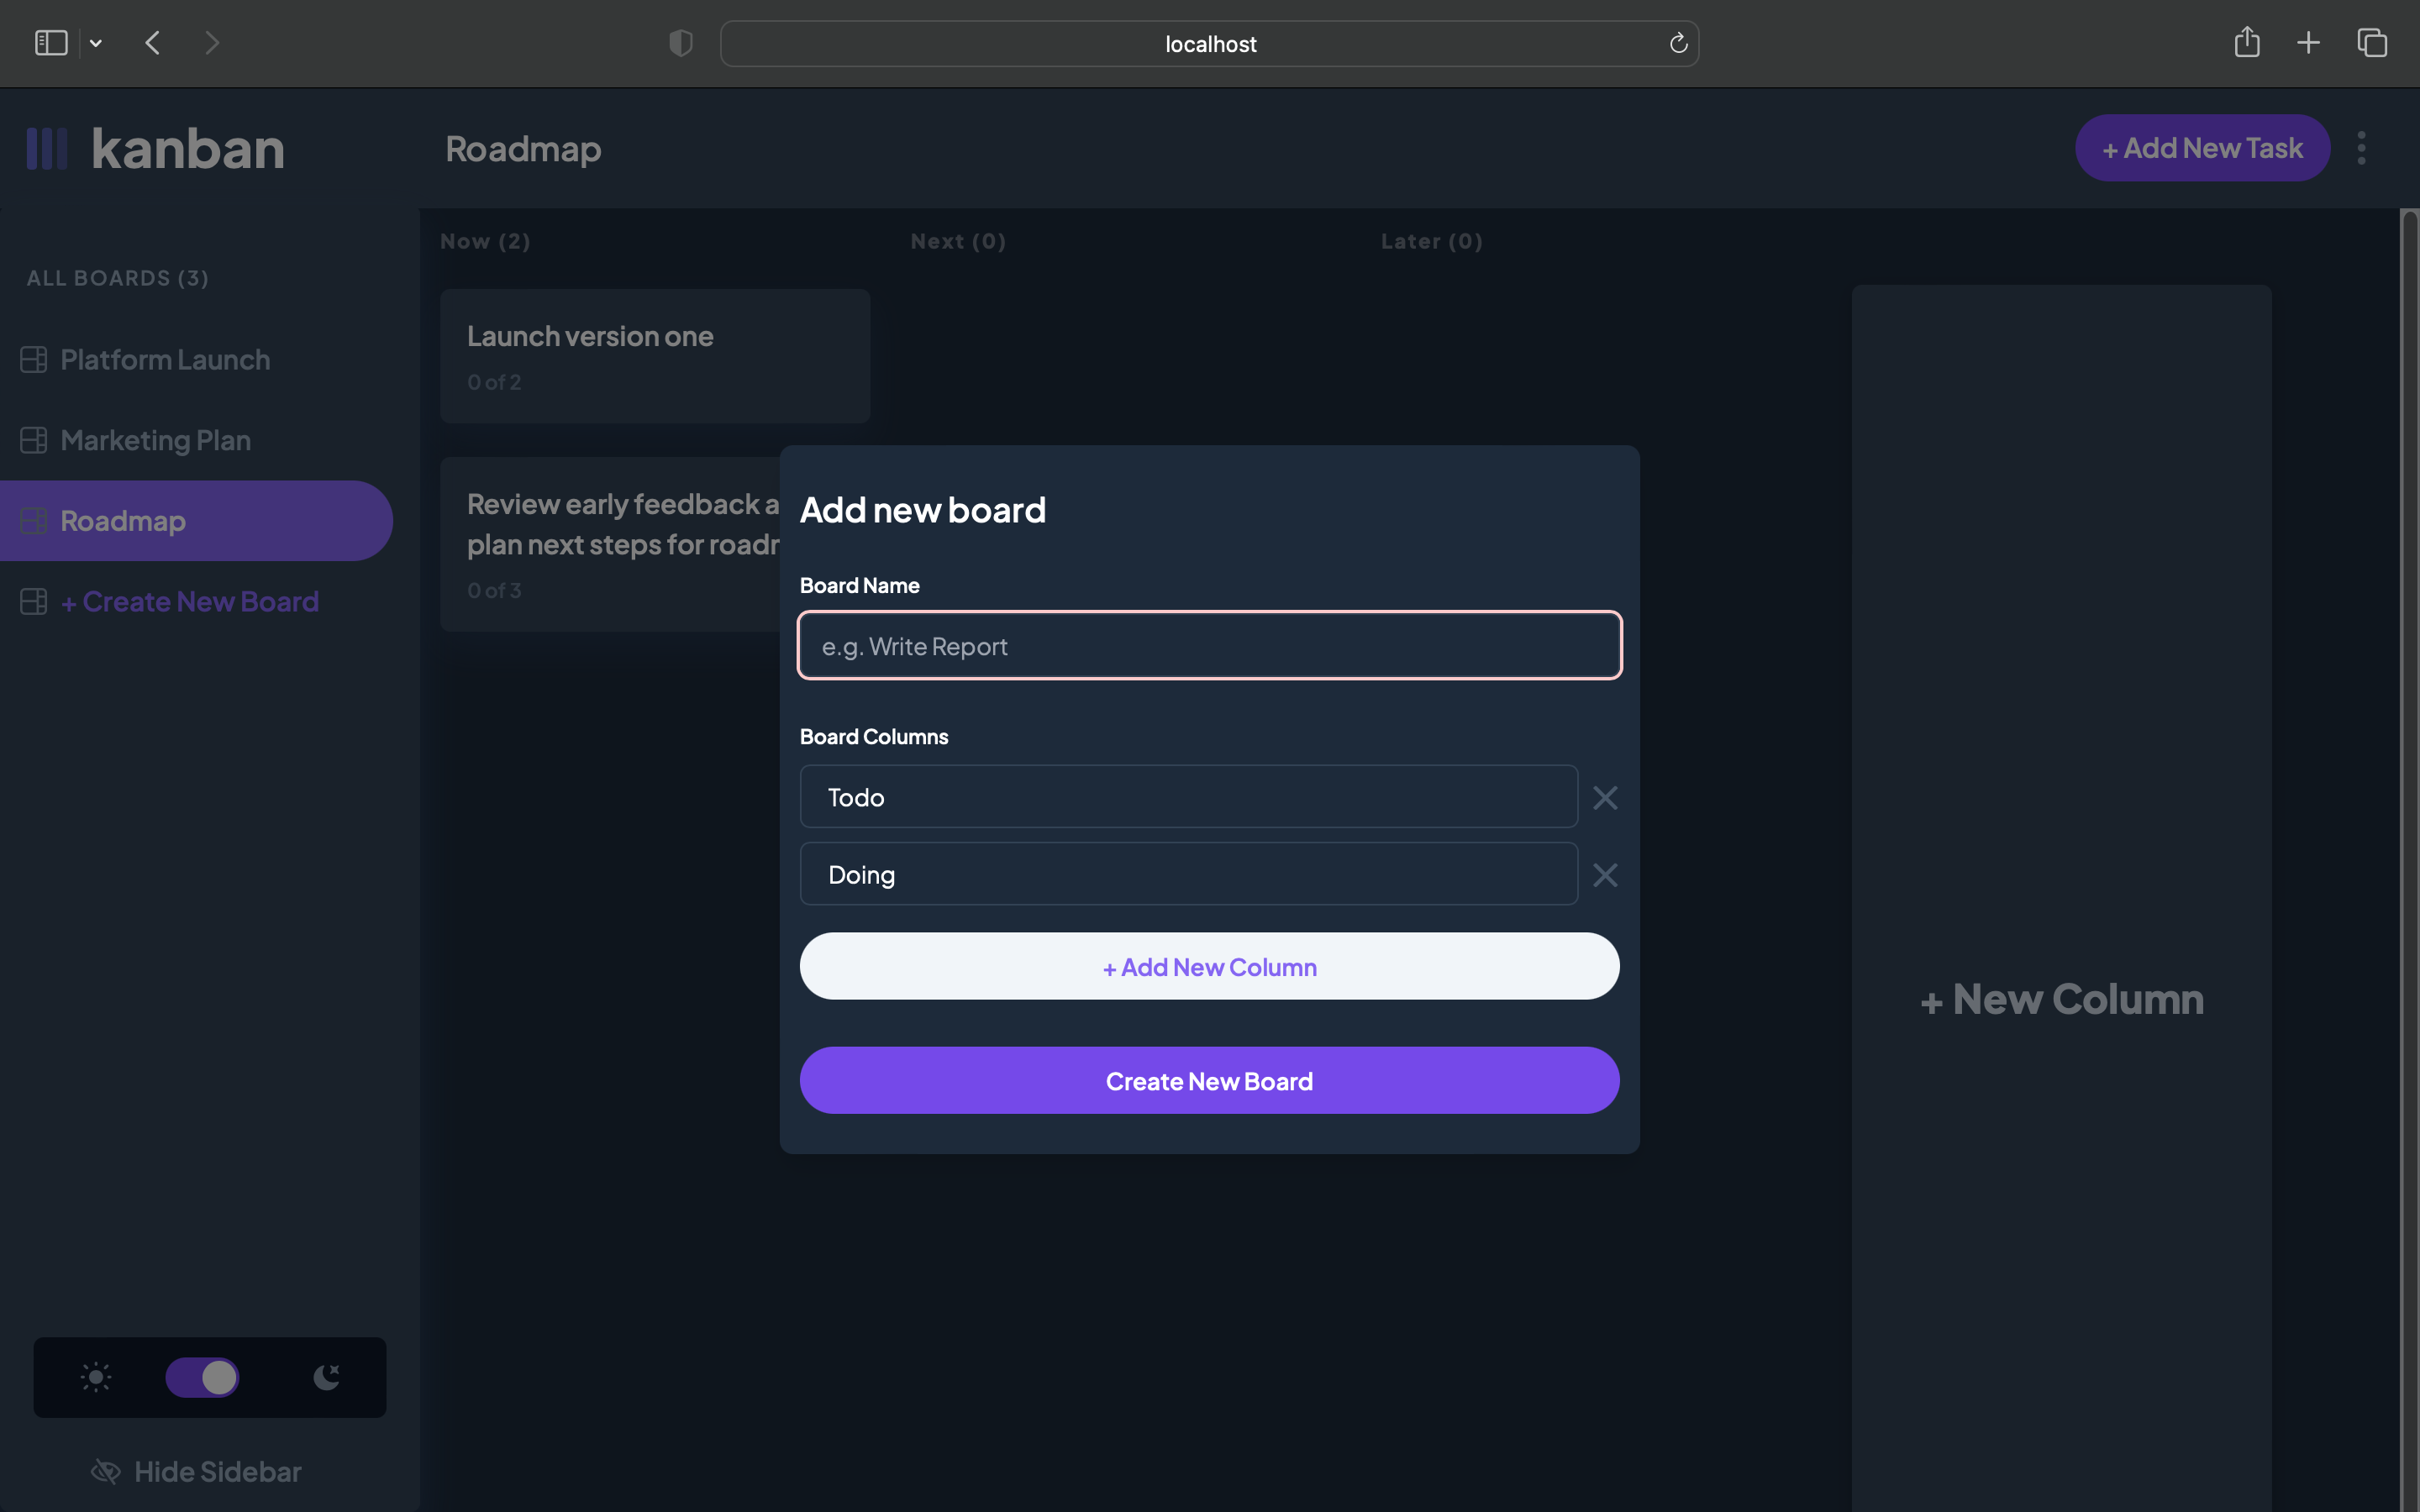 localhost
kanban
Roadmap
+ Add New Task
ALL BOARDS (3)
Platform Launch
Marketing Plan
Roadmap
+ Create New Board
Now (2)
Next (0)
Later (0)
Launch version one
0 of 2
Review early feedback a
plan next steps for
0 of 3
+ New Column
Add new board
Board Name
e.g. Write Report
Board Columns
Todo
Doing
+ Add New Column
Create New Board
Hide Sidebar